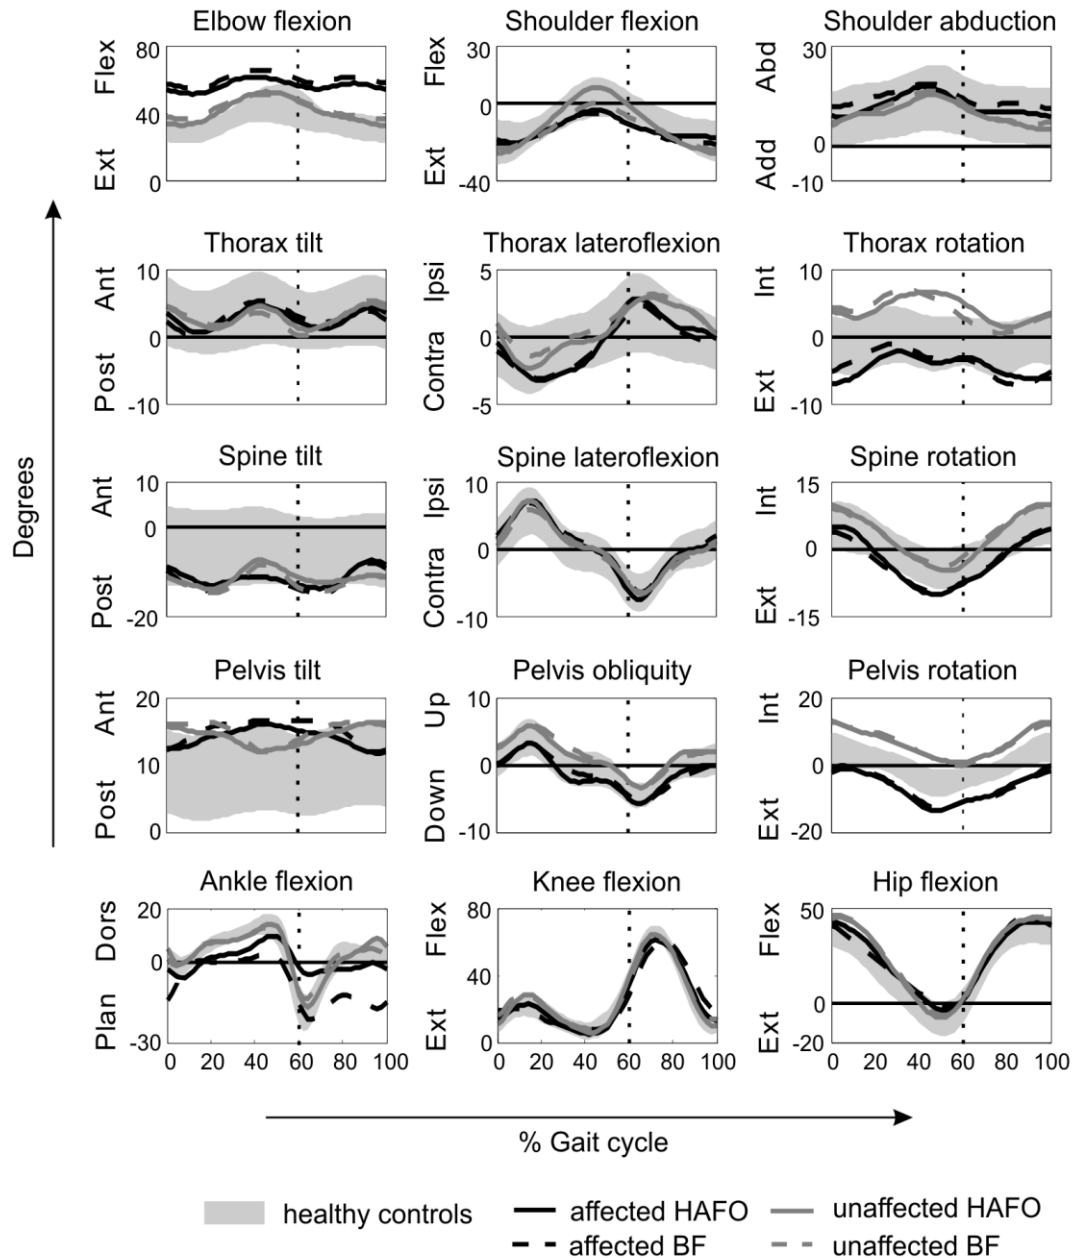 Elbow flexion
Shoulder flexion
Shoulder abduction
Flex
Ext
80
40
0
Flex
Ext
30
0
-40
Abd
Add
30
0
-10
Thorax tilt
Thorax lateroflexion
Thorax rotation
Ant
Post
10
0
-10
Ipsi
Contra
5
0
-5
Int
Ext
10
0
-10
Spine tilt
Spine lateroflexion
Spine rotation
Ant
Post
10
0
-20
Ipsi
Contra
10
0
-10
Int
Ext
15
0
-15
Pelvis tilt
Pelvis obliquity
Pelvis rotation
Ant
Post
20
10
0
Up
Down
10
0
-10
Int
Ext
20
0
-20
Ankle flexion
Knee flexion
Hip flexion
Dors
Plan
20
0
-30
Flex
Ext
80
40
0
Flex
Ext
50
0
-20
0 20 40 60 80 100
0 20 40 60 80 100
0 20 40 60 80 100
Degrees
% Gait cycle
healthy controls
affected HAFO
unaffected HAFO
affected BF
unaffected BF